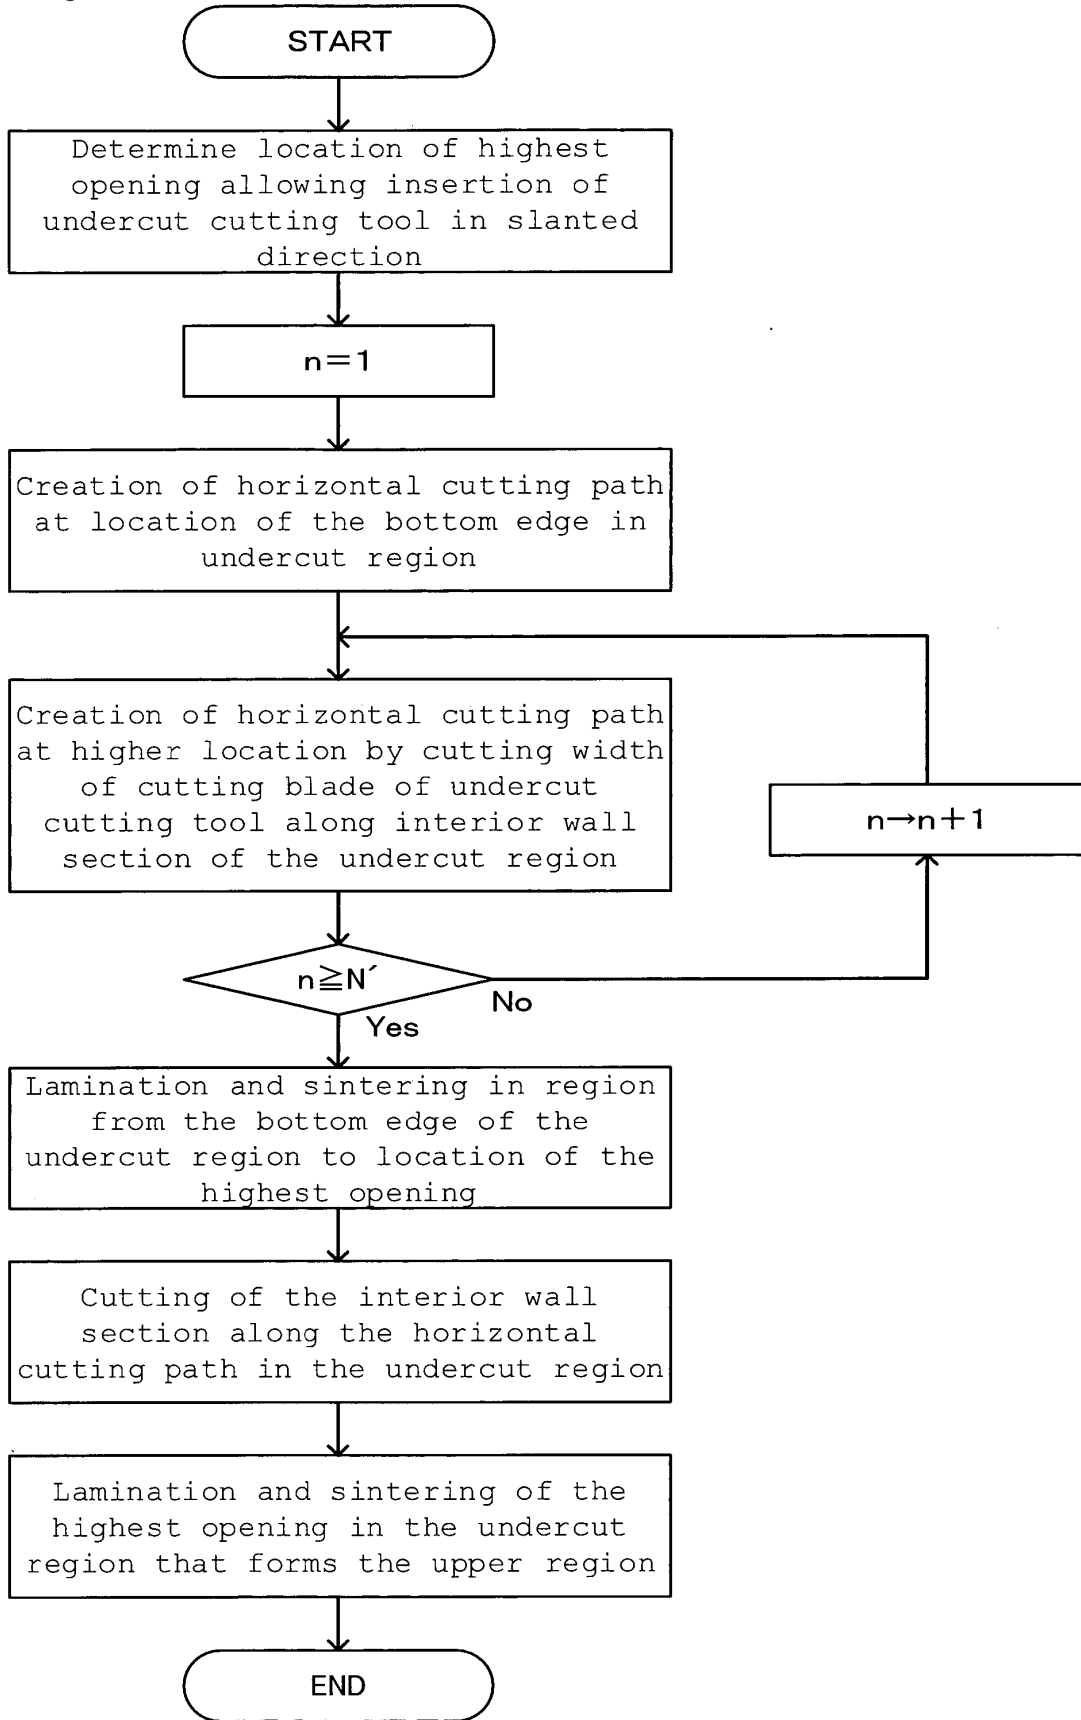 START
Determine location of highest
opening allowing insertion of
undercut cutting tool in slanted
direction
n=1
Creation of horizontal cutting path
at location of the bottom edge in
undercut region
Creation of horizontal cutting path
at higher location by cutting width
of cutting blade of undercut
cutting tool along interior wall
section of the undercut region
n→n+1
n≧N´
No
Yes
Lamination and sintering in region
from the bottom edge of the
undercut region to location of the
highest opening
Cutting of the interior wall
section along the horizontal
cutting path in the undercut region
Lamination and sintering of the
highest opening in the undercut
region that forms the upper region
END